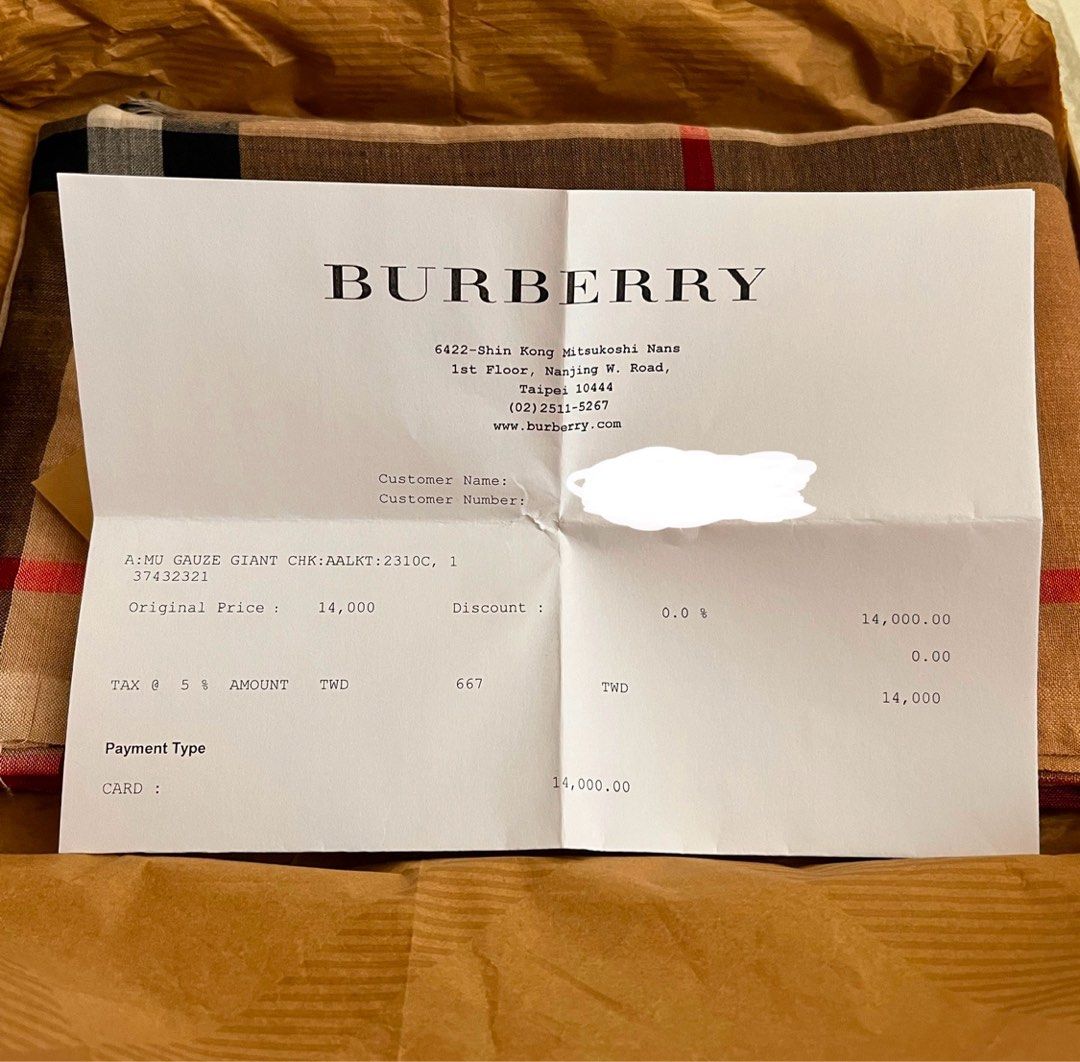 BURBERRY
6422-Shin Kong Mitsukoshi Nans
1st Floor, Nanjing W. Road,
Taipei 10444
(02)2511-5267
www.burberry.com
Customer Name:
Customer Number:
A:MU GAUZE GIANT CHK:AALKT:2310C, 1
37432321
Original Price : 14,000 Discount : 0.0 % 14,000.00
0.00
TAX @ 5 % AMOUNT TWD 667 TWD 14,000
Payment Type
CARD : 14,000.00